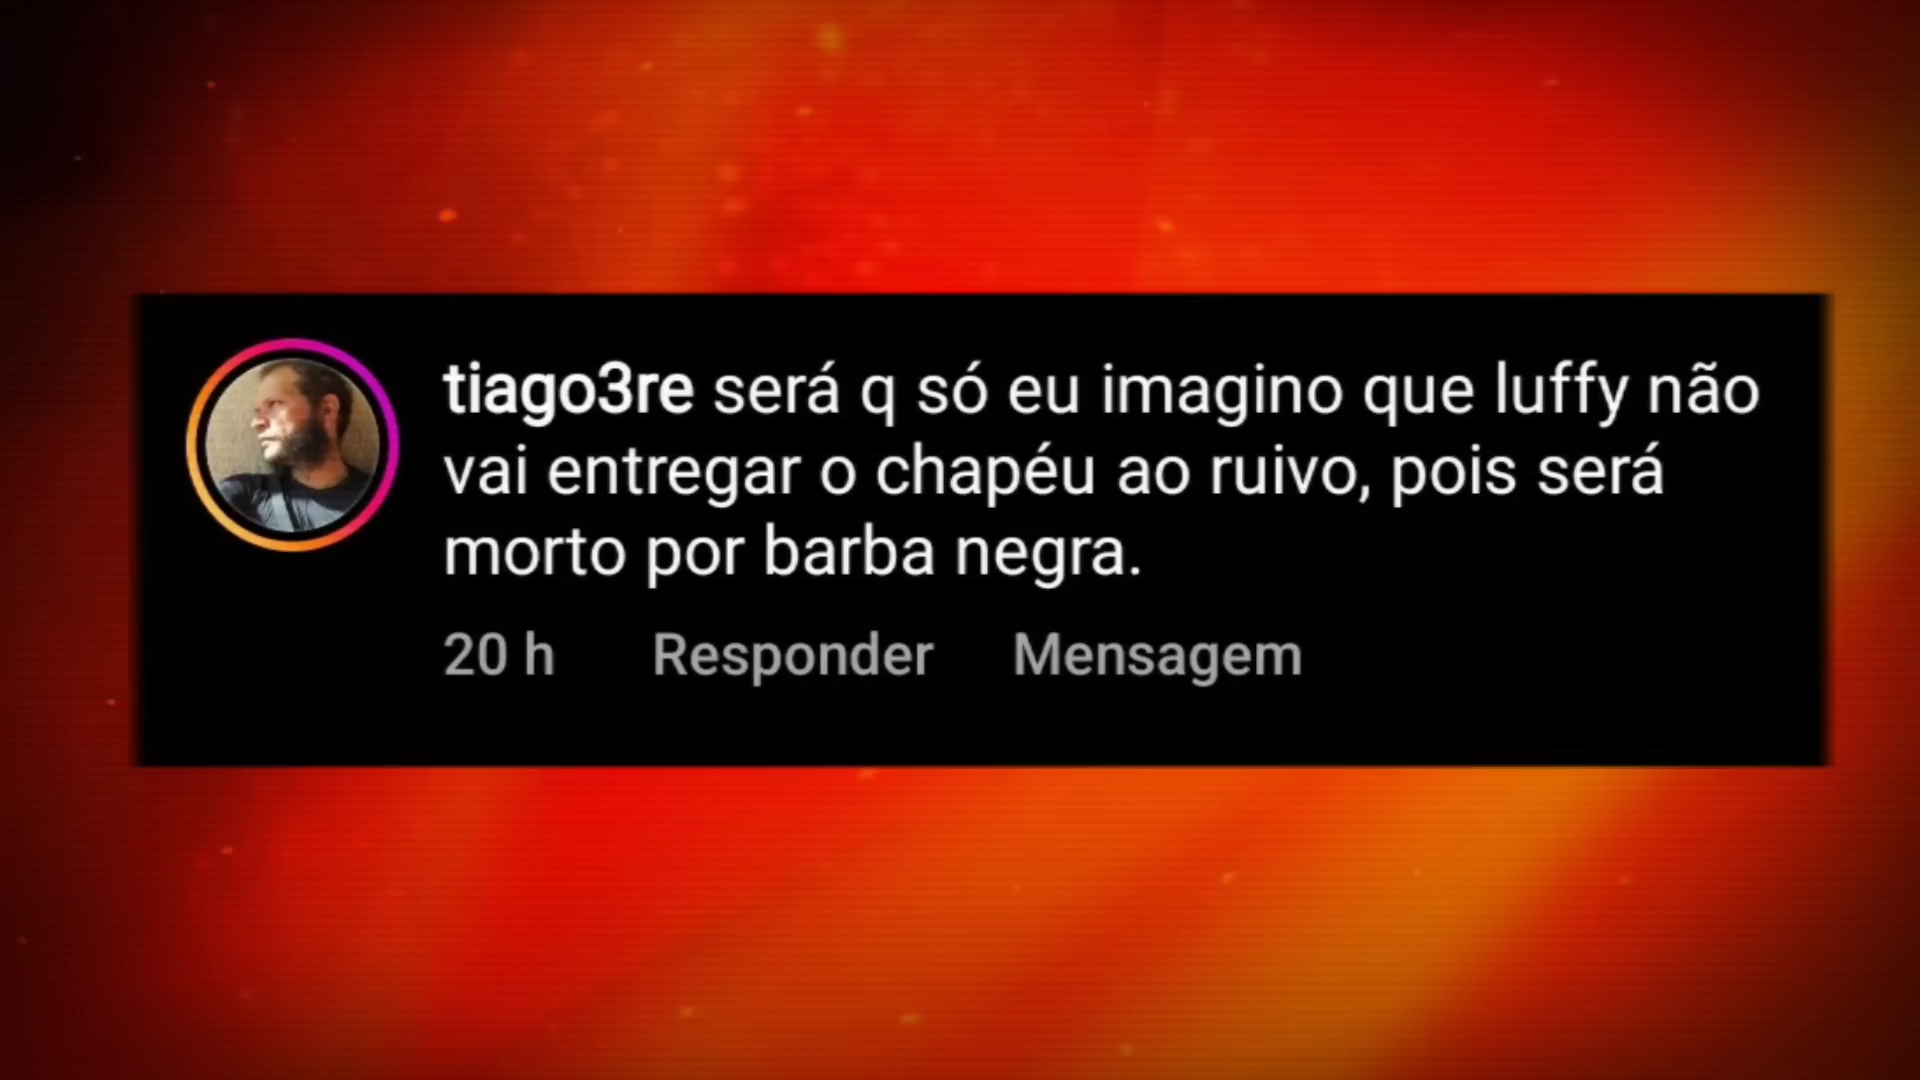 tiago3re será q só eu imagino que luffy não
vai entregar o chapéu ao ruivo, pois será
morto por barba negra.
20 h Responder Mensagem